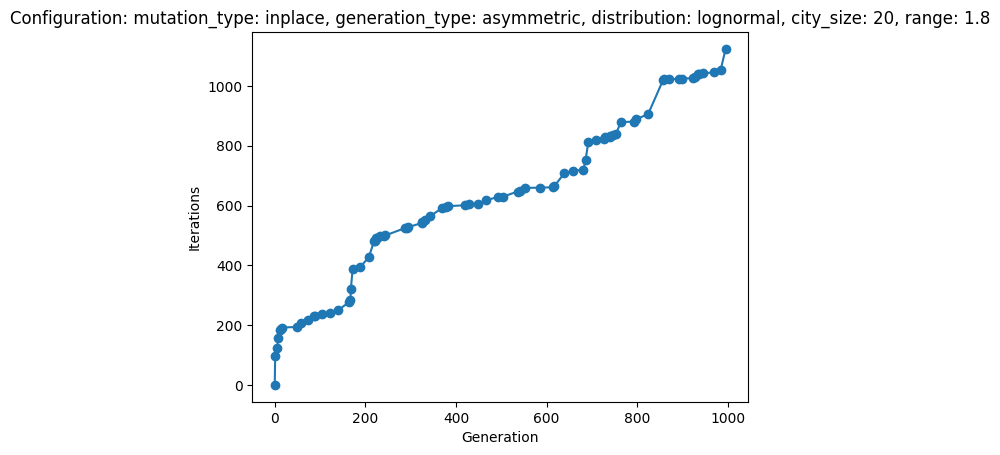 Configuration: mutation_type: inplace, generation_type: asymmetric, distribution: lognormal, city_size: 20, range: 1.8
1000
800
600
400
200
0
Iterations
0 200 400 600 800 1000
Generation